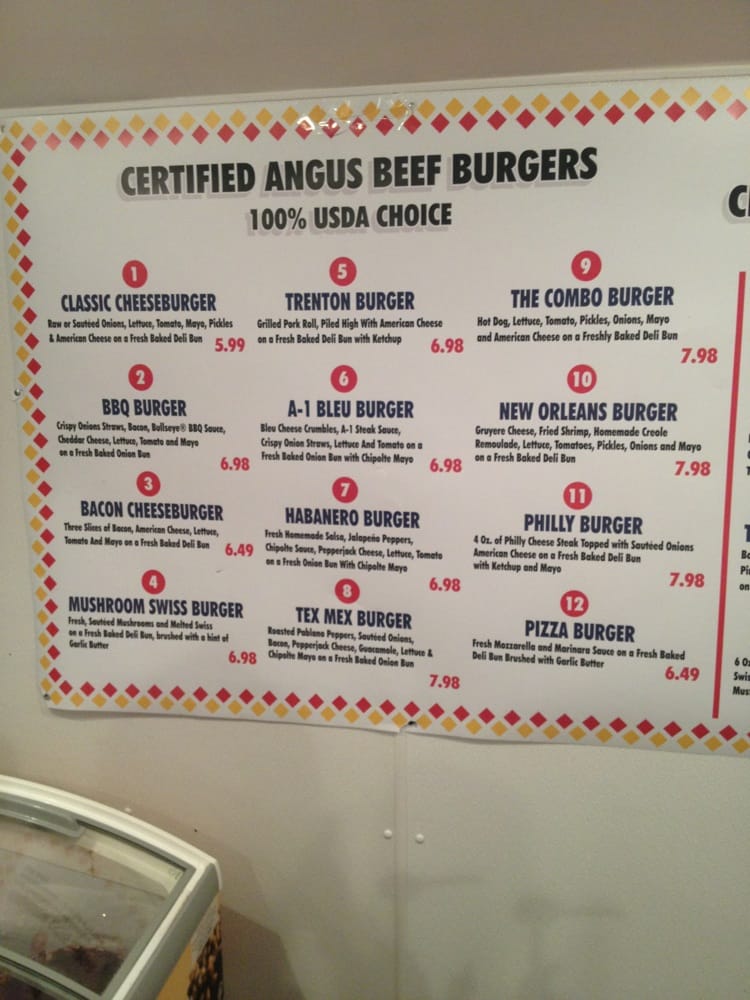 CERTIFIED ANGUS BEEF BURGERS
100% USDA CHOICE
1
CLASSIC CHEESEBURGER
Raw or Sautéed Onions, Lettuce, Tomato, Mayo, Pickles
& American Cheese on a Fresh Baked Deli Bun
5.99
2
BBQ BURGER
Crispy Onions Straws, Bacon, Bullseye® BBQ Sauce,
Cheddar Cheese, Lettuce, Tomato and Mayo
on a Fresh Baked Onion Bun
6.98
3
BACON CHEESEBURGER
Three Slices of Bacon, American Cheese, Lettuce,
Tomato And Mayo on a Fresh Baked Deli Bun
6.49
4
MUSHROOM SWISS BURGER
Fresh, Sautéed Mushrooms and Melted Swiss
on a Fresh Baked Deli Bun, brushed with a hint of
Garlic Butter
6.98
5
TRENTON BURGER
Grilled Pork Roll, Piled High With American Cheese
on a Fresh Baked Deli Bun with Ketchup
6.98
6
A-1 BLEU BURGER
Bleu Cheese Crumbles, A-1 Steak Sauce,
Crispy Onion Straws, Lettuce And Tomato on a
Fresh Baked Onion Bun with Chipolte Mayo
6.98
7
HABANERO BURGER
Fresh Homemade Salsa, Jalapeño Peppers,
Chipolte Sauce, Pepperjack Cheese, Lettuce, Tomato
on a Fresh Onion Bun With Chipolte Mayo
6.98
8
TEX MEX BURGER
Roasted Pablano Peppers, Sautéed Onions,
Bacon, Pepperjack Cheese, Guacamole, Lettuce &
Chipolte Mayo on a Fresh Baked Onion Bun
7.98
9
THE COMBO BURGER
Hot Dog, Lettuce, Tomato, Pickles, Onions, Mayo
and American Cheese on a Freshly Baked Deli Bun
7.98
10
NEW ORLEANS BURGER
Gruyere Cheese, Fried Shrimp, Homemade Creole
Remoulade, Lettuce, Tomatoes, Pickles, Onions and Mayo
on a Fresh Baked Deli Bun
7.98
11
PHILLY BURGER
4 Oz. of Philly Cheese Steak Topped with Sautéed Onions
American Cheese on a Fresh Baked Deli Bun
with Ketchup and Mayo
7.98
12
PIZZA BURGER
Fresh Mozzarella and Marinara Sauce on a Fresh Baked
Deli Bun Brushed with Garlic Butter
6.49
on
6 Oz
Swis